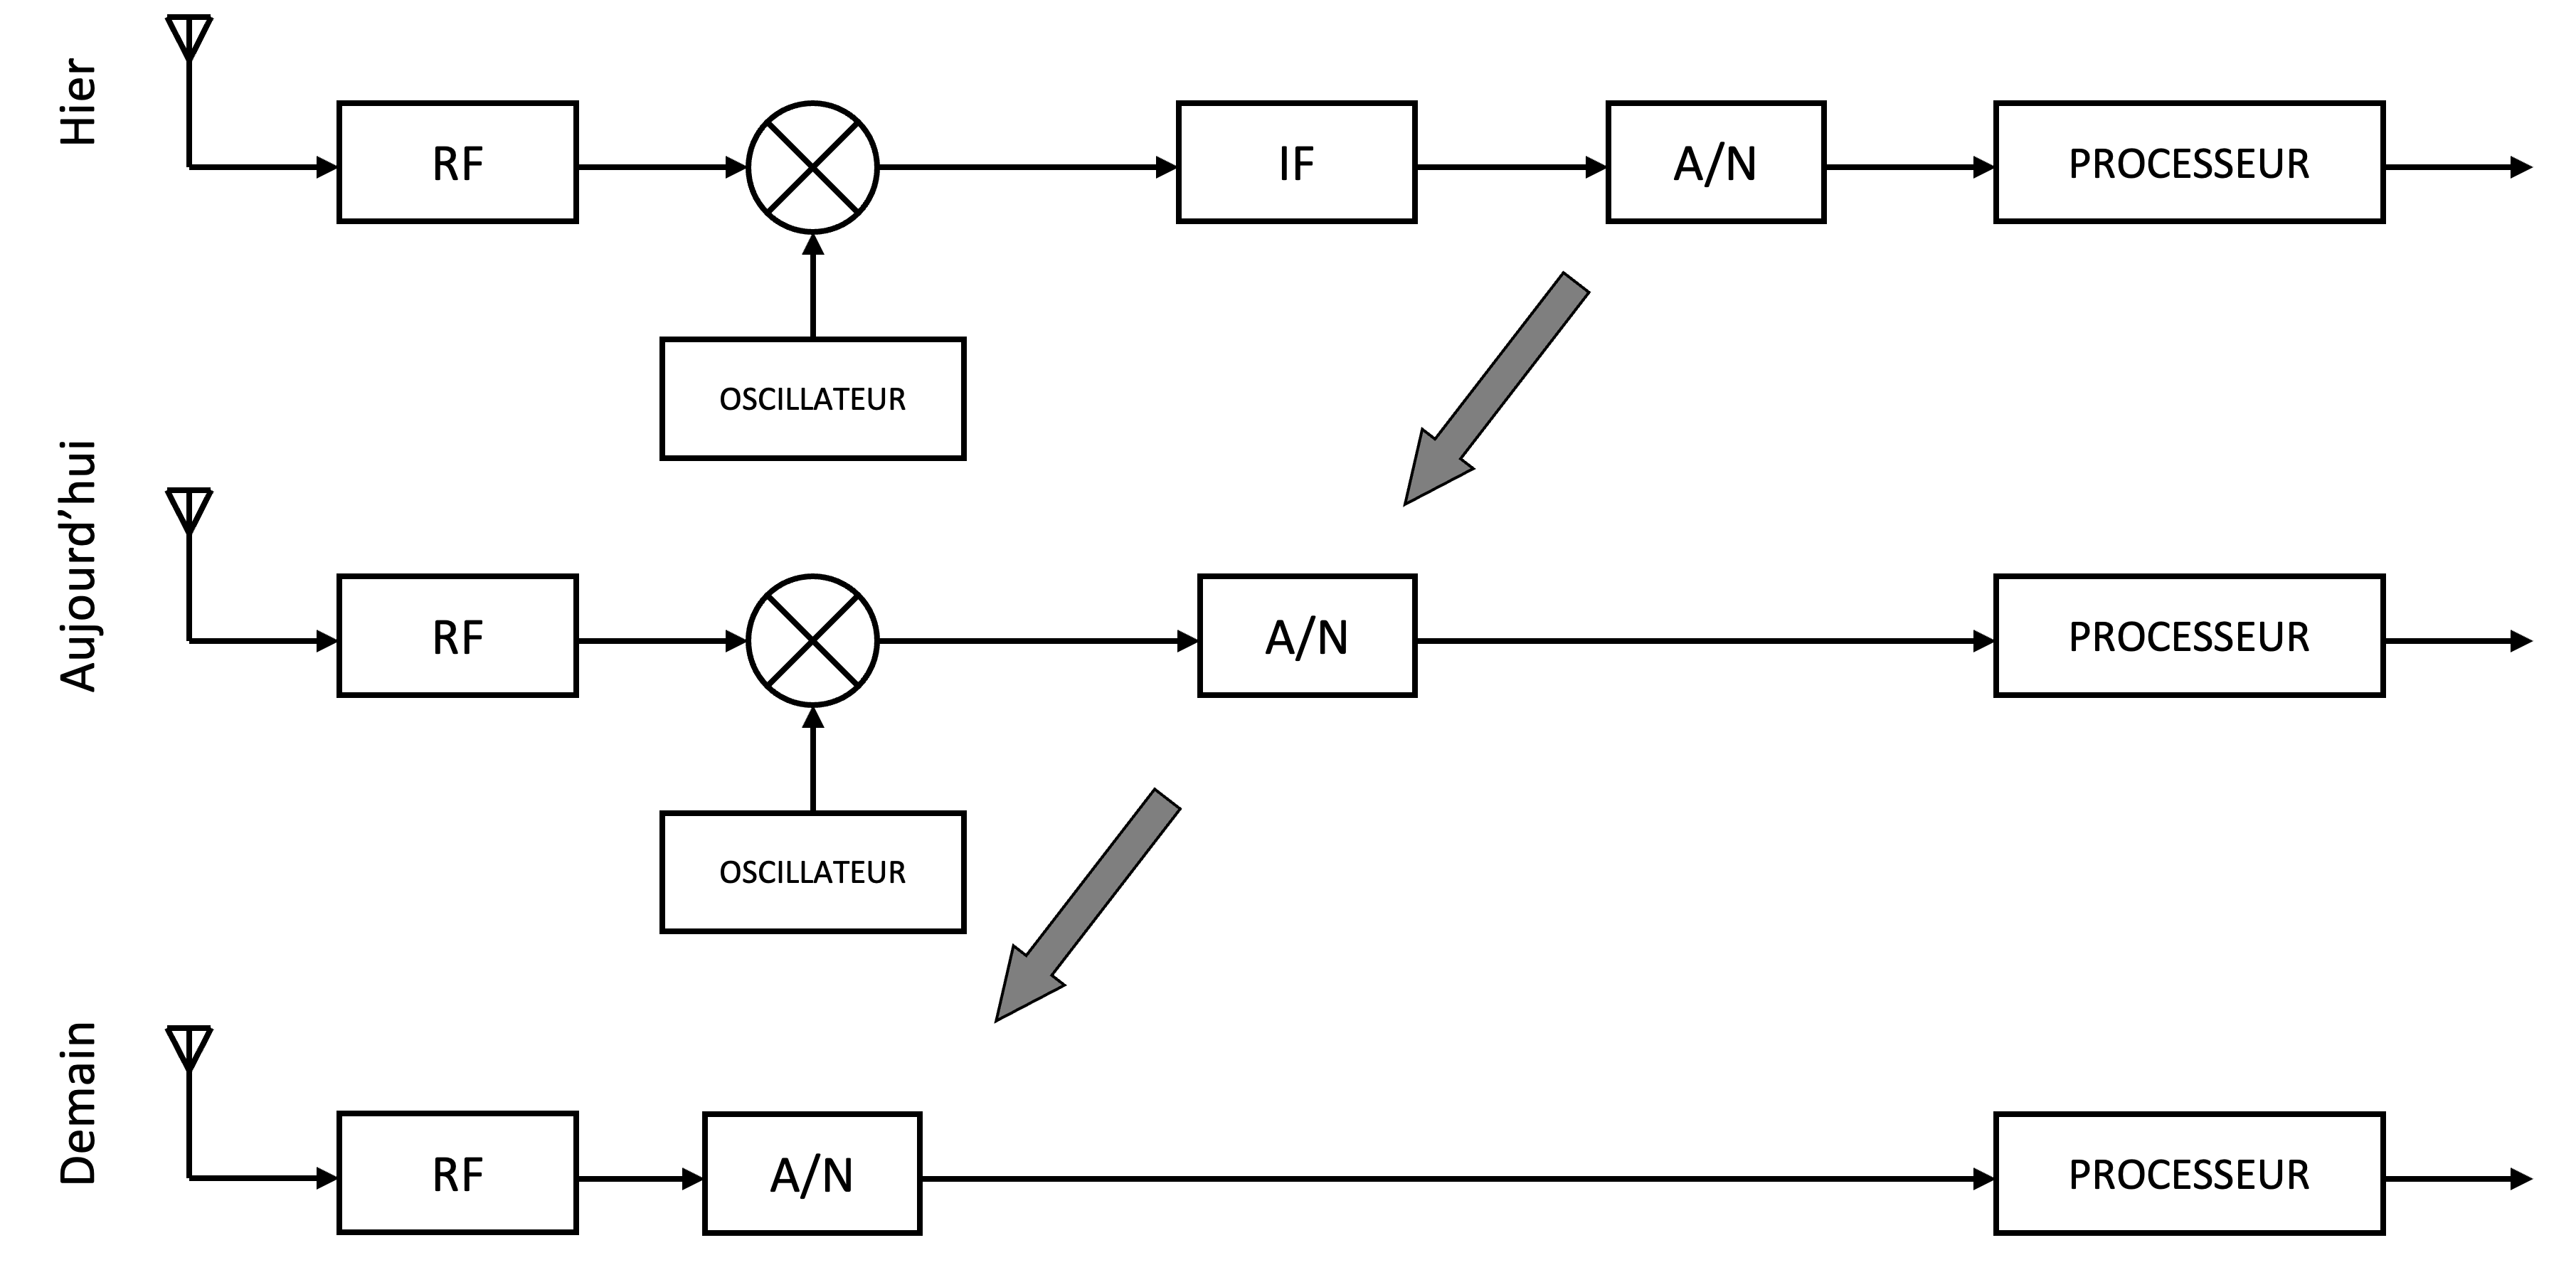 Hier
RF
IF
A/N
PROCESSEUR
OSCILLATEUR
Aujourd’hui
RF
A/N
PROCESSEUR
OSCILLATEUR
Demain
RF
A/N
PROCESSEUR